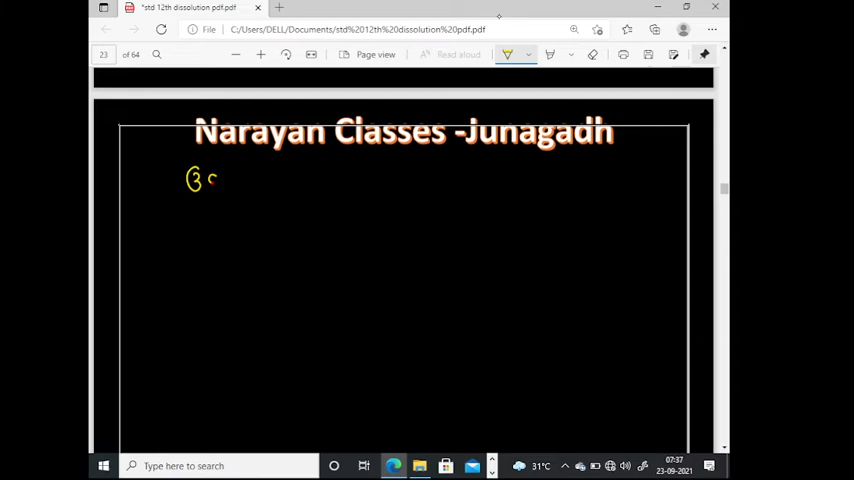 *std 12th dissolution pdf.pdf
File C:/Users/DELL/Documents/std%2012th%20dissolution%20pdf.pdf
23 of 64 Page view Read aloud
Narayan Classes -Junagadh
Type here to search 31°C 07:37
23-09-2021